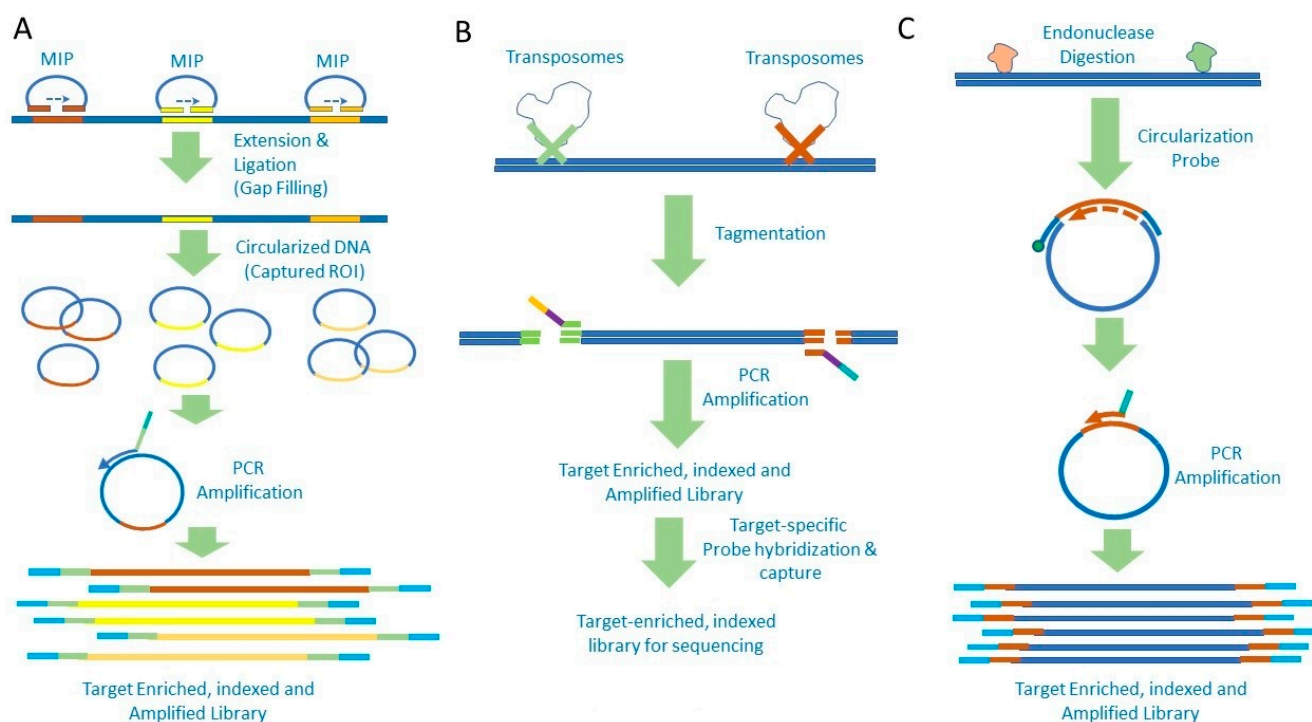 A
MIP
MIP
MIP
Extension &
Ligation
(Gap Filling)
Circularized DNA
(Captured ROI)
PCR
Amplification
Target Enriched, indexed and
Amplified Library
B
Transposomes
Transposomes
Tagmentation
PCR
Amplification
Target Enriched, indexed and
Amplified Library
Target-specific
Probe hybridization &
capture
Target-enriched, indexed
library for sequencing
C
Endonuclease
Digestion
Circularization
Probe
PCR
Amplification
Target Enriched, indexed and
Amplified Library